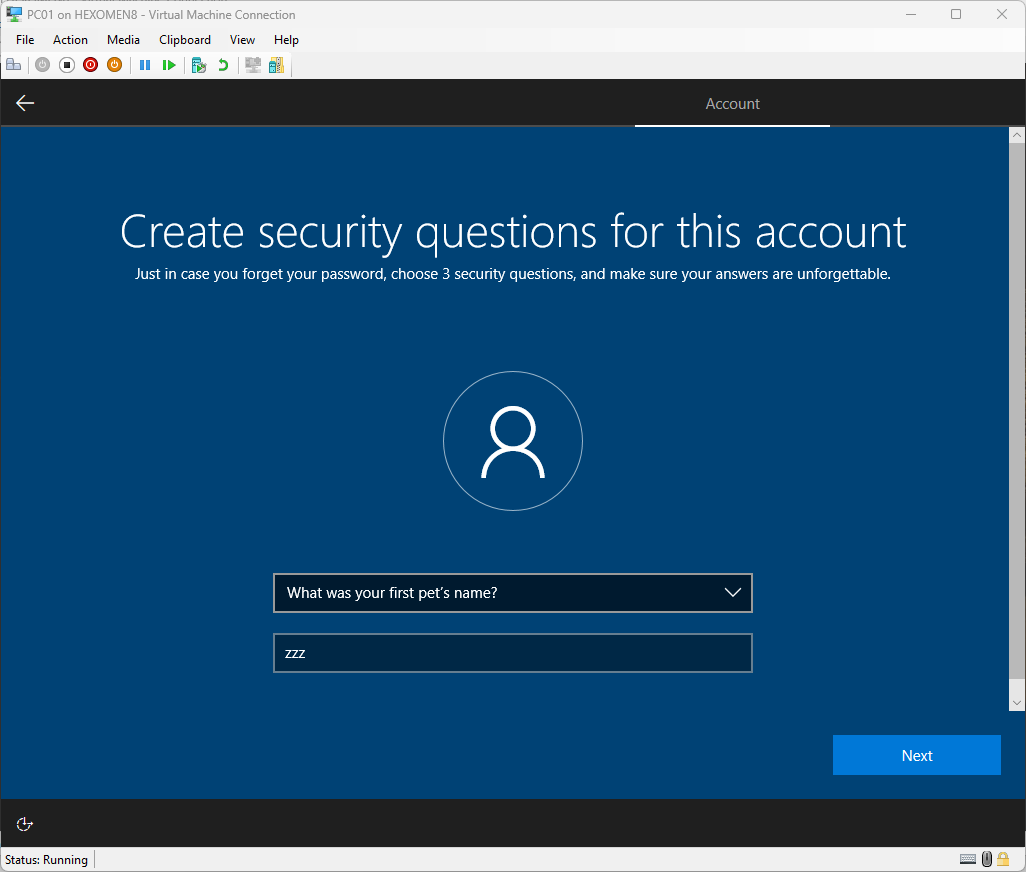 PC01 on HEXOMEN8 - Virtual Machine Connection
File Action Media Clipboard View Help
Account
Create security questions for this account
Just in case you forget your password, choose 3 security questions, and make sure your answers are unforgettable.
What was your first pet’s name?
zzz
Next
Status: Running